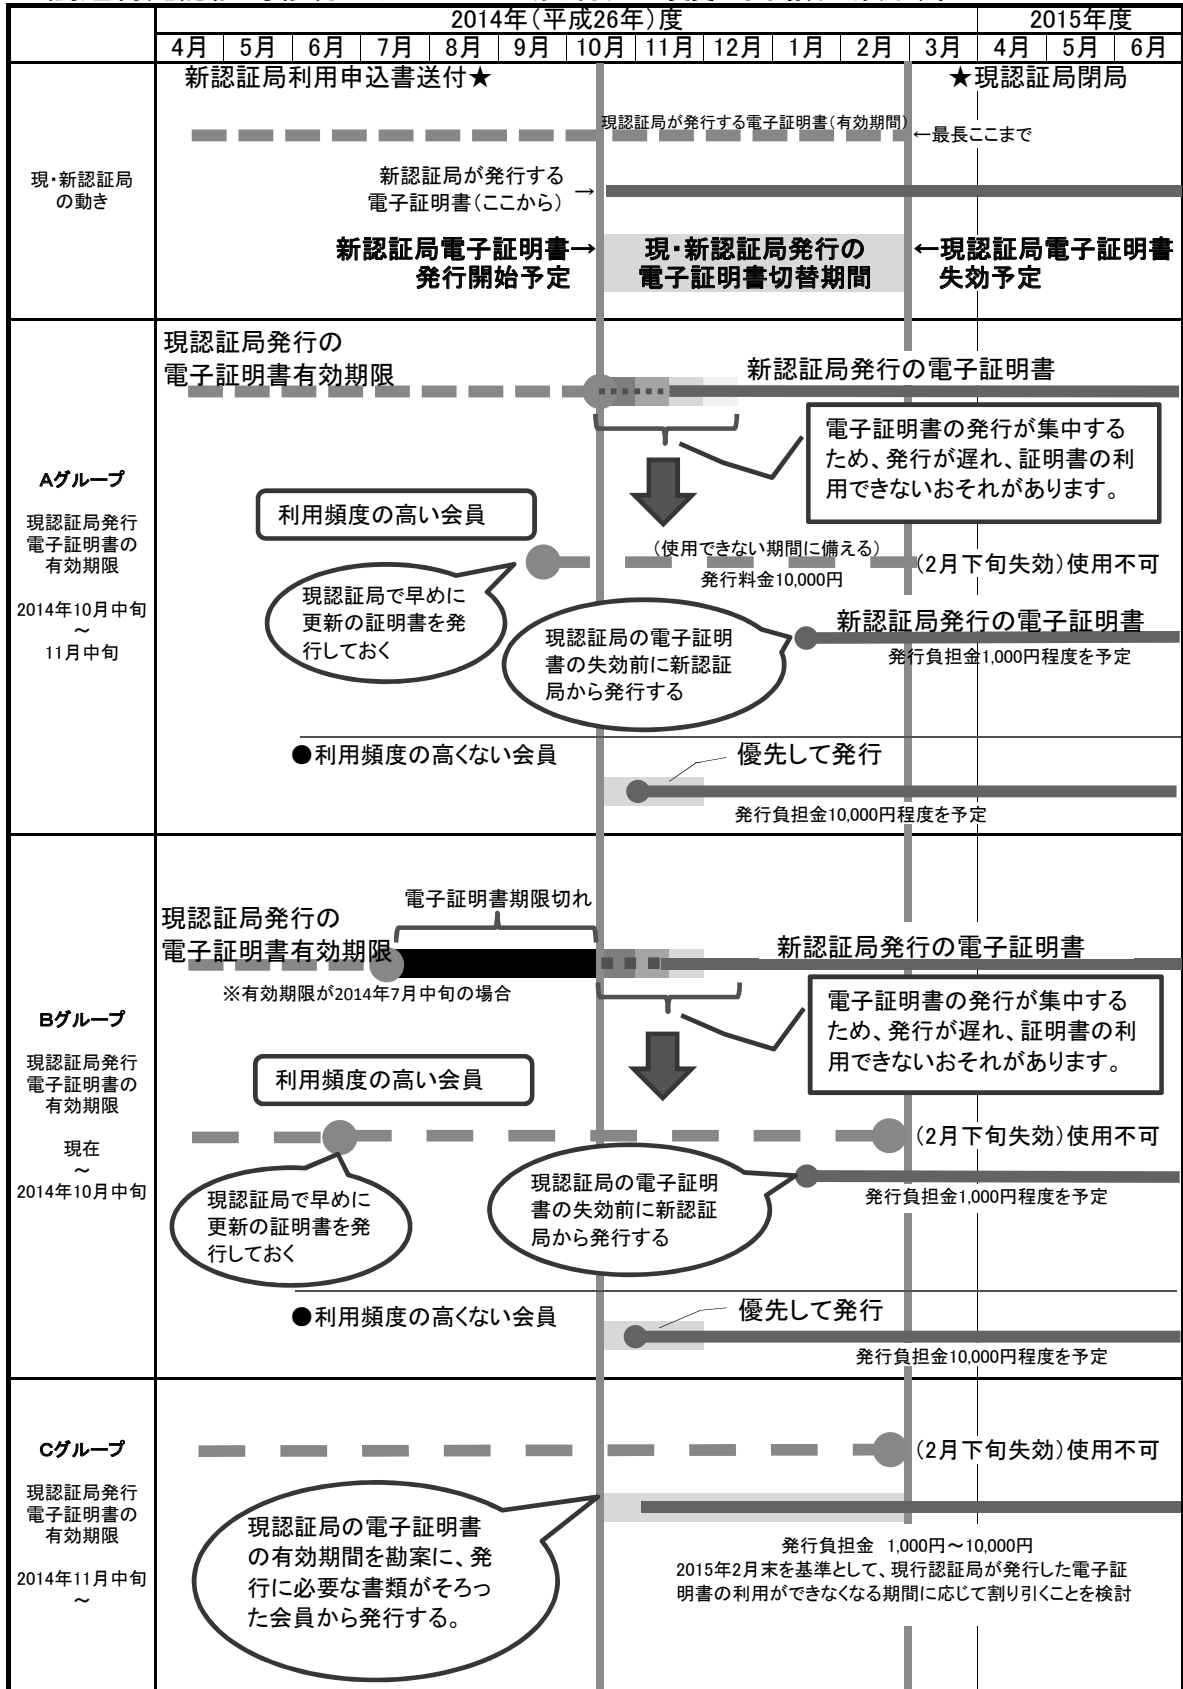 2014年(平成26年)度
2015年度
4月 5月 6月 7月 8月 9月 10月 11月 12月 1月 2月 3月 4月 5月 6月
現・新認証局
の動き
新認証局利用申込書送付★
★現認証局閉局
現認証局が発行する電子証明書(有効期間)
←最長ここまで
新認証局が発行する
電子証明書(ここから)
→
新認証局電子証明書→
発行開始予定
現・新認証局発行の
電子証明書切替期間
←現認証局電子証明書
失効予定
Aグループ
現認証局発行
電子証明書の
有効期限
2014年10月中旬
～
11月中旬
現認証局発行の
電子証明書有効期限
新認証局発行の電子証明書
電子証明書の発行が集中する
ため、発行が遅れ、証明書の利
用できないおそれがあります。
利用頻度の高い会員
(使用できない期間に備える)
発行料金10,000円
(2月下旬失効)使用不可
現認証局で早めに
更新の証明書を発
行しておく
現認証局の電子証明
書の失効前に新認証
局から発行する
新認証局発行の電子証明書
発行負担金1,000円程度を予定
●利用頻度の高くない会員
優先して発行
発行負担金10,000円程度を予定
Bグループ
現認証局発行
電子証明書の
有効期限
現在
～
2014年10月中旬
電子証明書期限切れ
現認証局発行の
電子証明書有効期限
※有効期限が2014年7月中旬の場合
新認証局発行の電子証明書
電子証明書の発行が集中する
ため、発行が遅れ、証明書の利
用できないおそれがあります。
利用頻度の高い会員
(2月下旬失効)使用不可
現認証局で早めに
更新の証明書を発
行しておく
現認証局の電子証明
書の失効前に新認証
局から発行する
発行負担金1,000円程度を予定
●利用頻度の高くない会員
優先して発行
発行負担金10,000円程度を予定
Cグループ
現認証局発行
電子証明書の
有効期限
2014年11月中旬
～
(2月下旬失効)使用不可
現認証局の電子証明書
の有効期間を勘案に、発
行に必要な書類がそろっ
た会員から発行する。
発行負担金 1,000円～10,000円
2015年2月末を基準として、現行認証局が発行した電子証
明書の利用ができなくなる期間に応じて割り引くことを検討